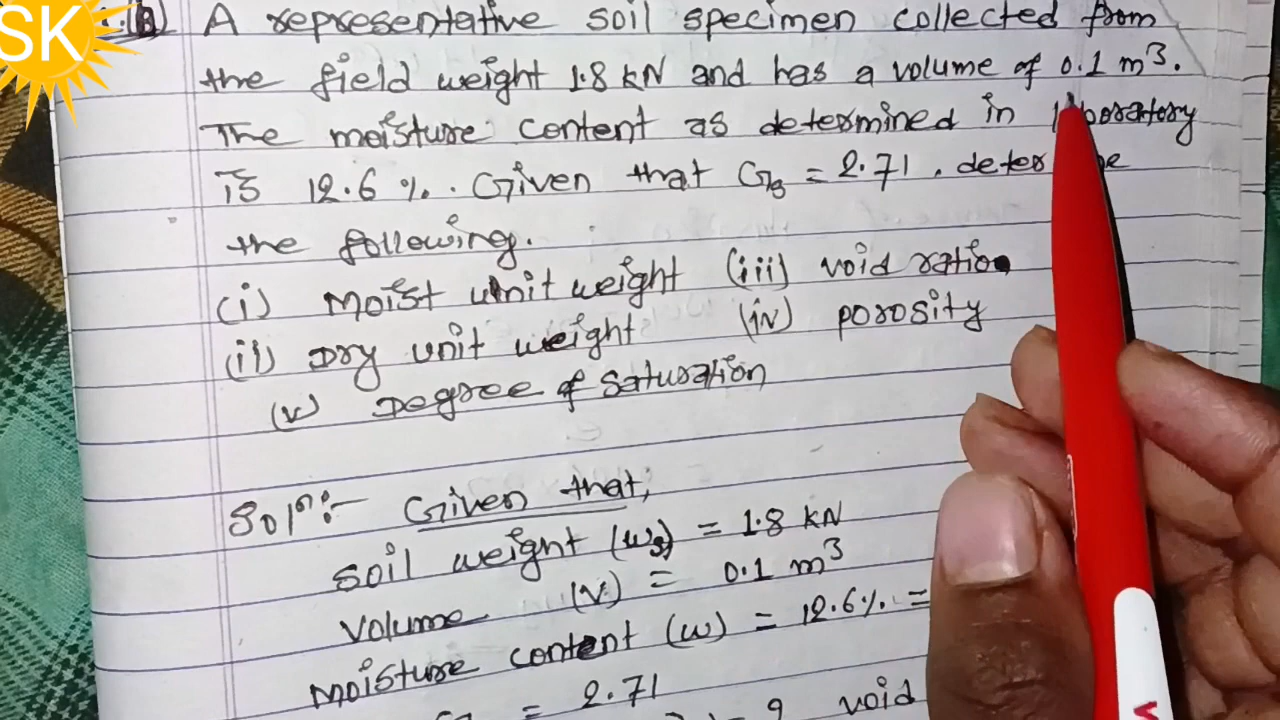 SK
(B) A representative soil specimen collected from
the field weight 1.8 kN and has a volume of 0.1 m³.
The moisture content as determined in
is 12.6 %. Given that Gs = 2.71 .
the following.
(i) Moist unit weight (iii) void ratio
(ii) Dry unit weight (iv) porosity
(v) Degree of saturation
Solⁿ:- Given that,
soil weight (ws) = 1.8 kN
Volume (V) = 0.1 m³
Moisture content (w) = 12.6%. =
= 2.71
= ? void